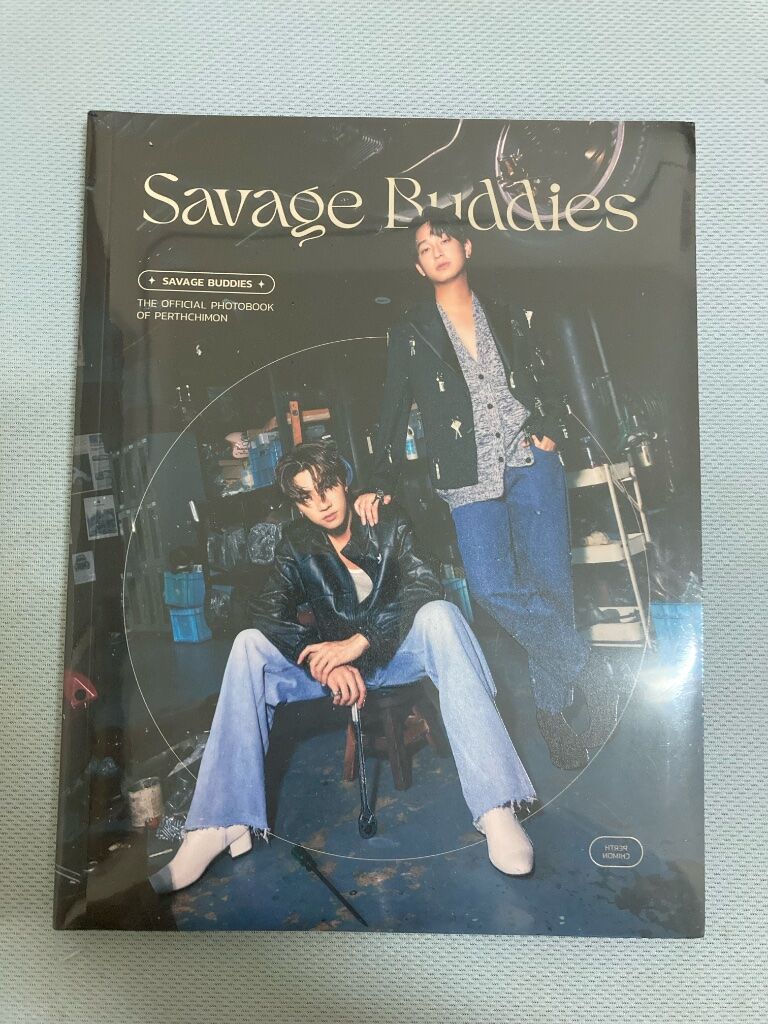 Savage Buddies
SAVAGE BUDDIES
THE OFFICIAL PHOTOBOOK
OF PERTHCHIMON
PERTH
CHIMON